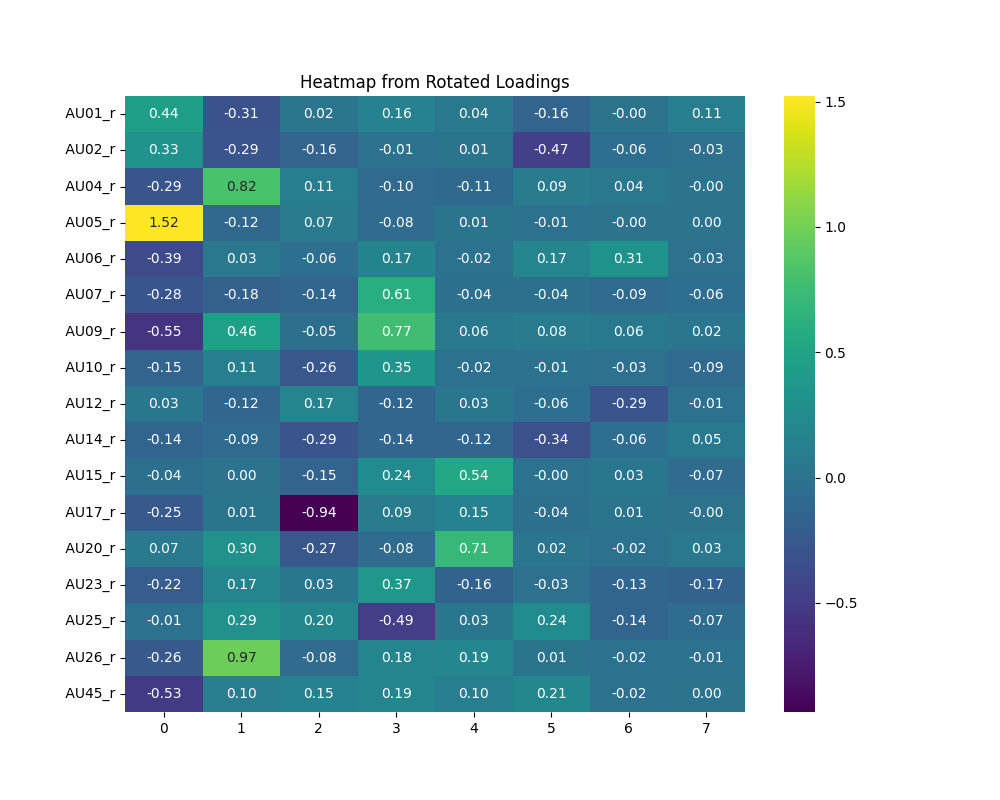 Heatmap from Rotated Loadings
AU01_r 0.44 -0.31 0.02 0.16 0.04 -0.16 -0.00 0.11
AU02_r 0.33 -0.29 -0.16 -0.01 0.01 -0.47 -0.06 -0.03
AU04_r -0.29 0.82 0.11 -0.10 -0.11 0.09 0.04 -0.00
AU05_r 1.52 -0.12 0.07 -0.08 0.01 -0.01 -0.00 0.00
AU06_r -0.39 0.03 -0.06 0.17 -0.02 0.17 0.31 -0.03
AU07_r -0.28 -0.18 -0.14 0.61 -0.04 -0.04 -0.09 -0.06
AU09_r -0.55 0.46 -0.05 0.77 0.06 0.08 0.06 0.02
AU10_r -0.15 0.11 -0.26 0.35 -0.02 -0.01 -0.03 -0.09
AU12_r 0.03 -0.12 0.17 -0.12 0.03 -0.06 -0.29 -0.01
AU14_r -0.14 -0.09 -0.29 -0.14 -0.12 -0.34 -0.06 0.05
AU15_r -0.04 0.00 -0.15 0.24 0.54 -0.00 0.03 -0.07
AU17_r -0.25 0.01 -0.94 0.09 0.15 -0.04 0.01 -0.00
AU20_r 0.07 0.30 -0.27 -0.08 0.71 0.02 -0.02 0.03
AU23_r -0.22 0.17 0.03 0.37 -0.16 -0.03 -0.13 -0.17
AU25_r -0.01 0.29 0.20 -0.49 0.03 0.24 -0.14 -0.07
AU26_r -0.26 0.97 -0.08 0.18 0.19 0.01 -0.02 -0.01
AU45_r -0.53 0.10 0.15 0.19 0.10 0.21 -0.02 0.00
0 1 2 3 4 5 6 7
1.5
1.0
0.5
0.0
−0.5